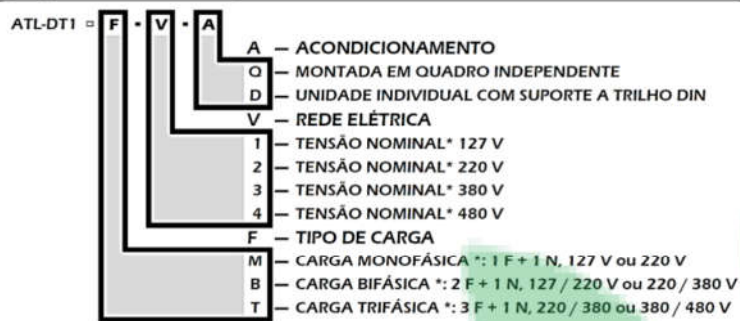 ATL-DT1 □ F - V - A
A — ACONDICIONAMENTO
Q — MONTADA EM QUADRO INDEPENDENTE
D — UNIDADE INDIVIDUAL COM SUPORTE A TRILHO DIN
V — REDE ELÉTRICA
1 — TENSÃO NOMINAL* 127 V
2 — TENSÃO NOMINAL* 220 V
3 — TENSÃO NOMINAL* 380 V
4 — TENSÃO NOMINAL* 480 V
F — TIPO DE CARGA
M — CARGA MONOFÁSICA *: 1 F + 1 N, 127 V ou 220 V
B — CARGA BIFÁSICA *: 2 F + 1 N, 127 / 220 V ou 220 / 380 V
T — CARGA TRIFÁSICA *: 3 F + 1 N, 220 / 380 ou 380 / 480 V